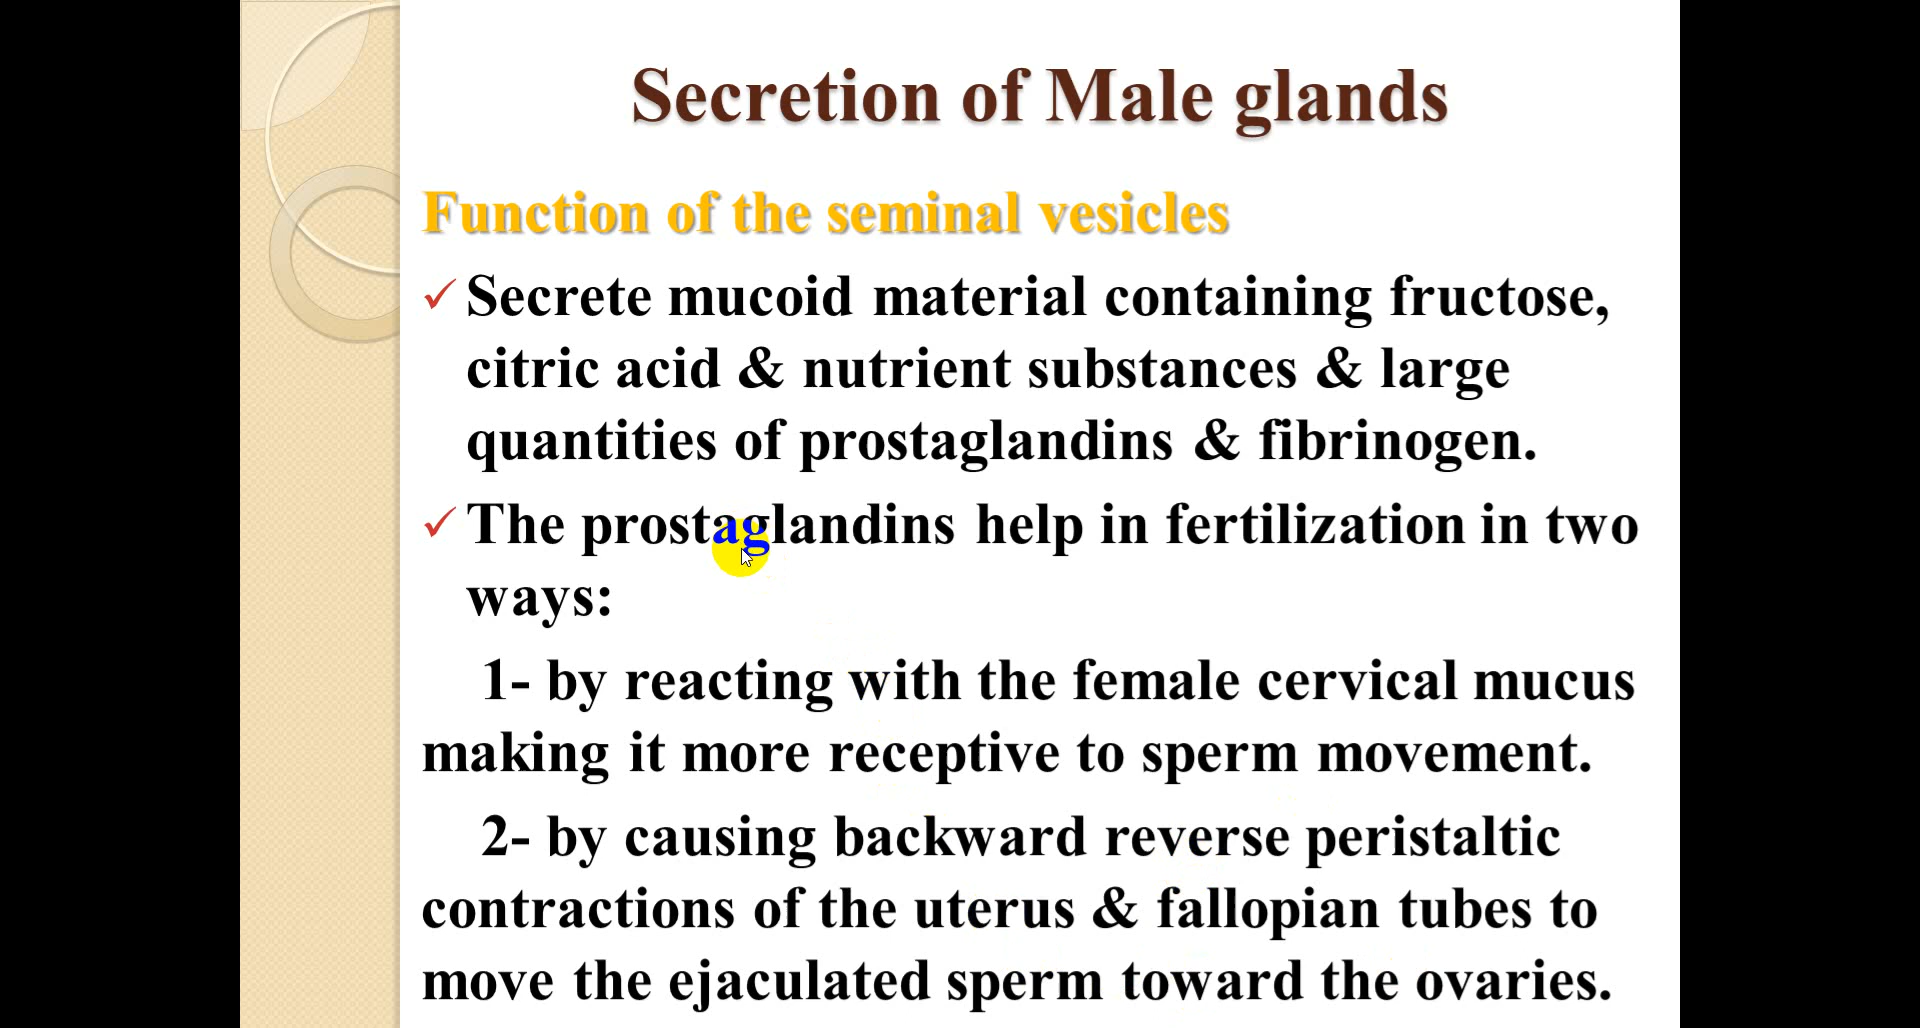 Secretion of Male glands
Function of the seminal vesicles
✓ Secrete mucoid material containing fructose,
citric acid & nutrient substances & large
quantities of prostaglandins & fibrinogen.
✓ The prostaglandins help in fertilization in two
ways:
1- by reacting with the female cervical mucus
making it more receptive to sperm movement.
2- by causing backward reverse peristaltic
contractions of the uterus & fallopian tubes to
move the ejaculated sperm toward the ovaries.